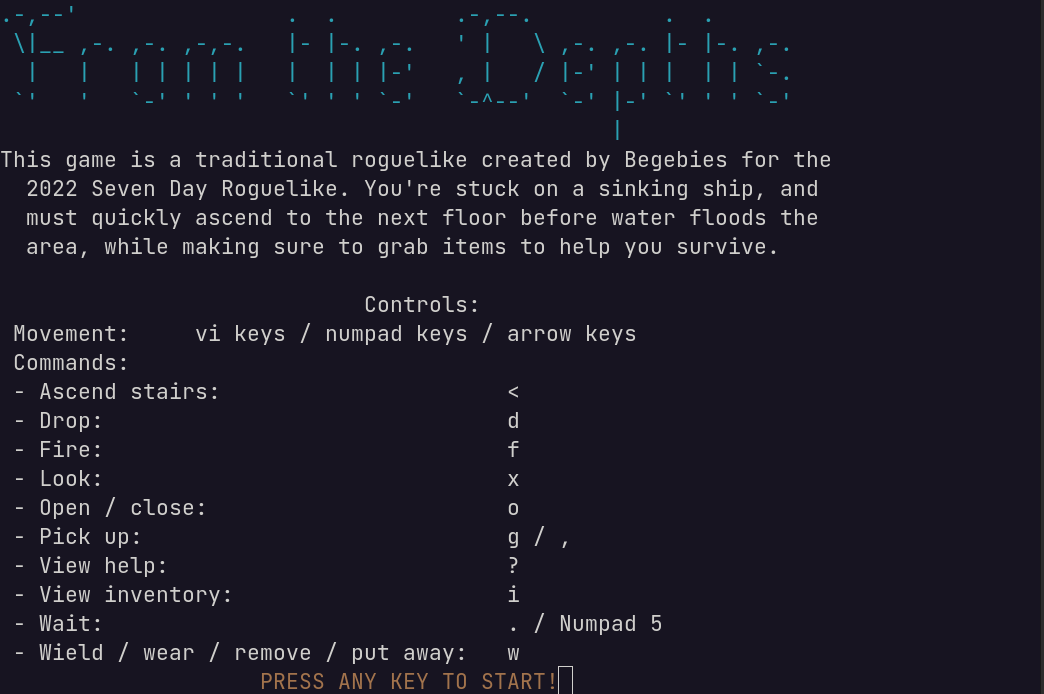 From the Depths
This game is a traditional roguelike created by Begebies for the
2022 Seven Day Roguelike. You're stuck on a sinking ship, and
must quickly ascend to the next floor before water floods the
area, while making sure to grab items to help you survive.
Controls:
Movement: vi keys / numpad keys / arrow keys
Commands:
- Ascend stairs: <
- Drop: d
- Fire: f
- Look: x
- Open / close: o
- Pick up: g / ,
- View help: ?
- View inventory: i
- Wait: . / Numpad 5
- Wield / wear / remove / put away: w
PRESS ANY KEY TO START!